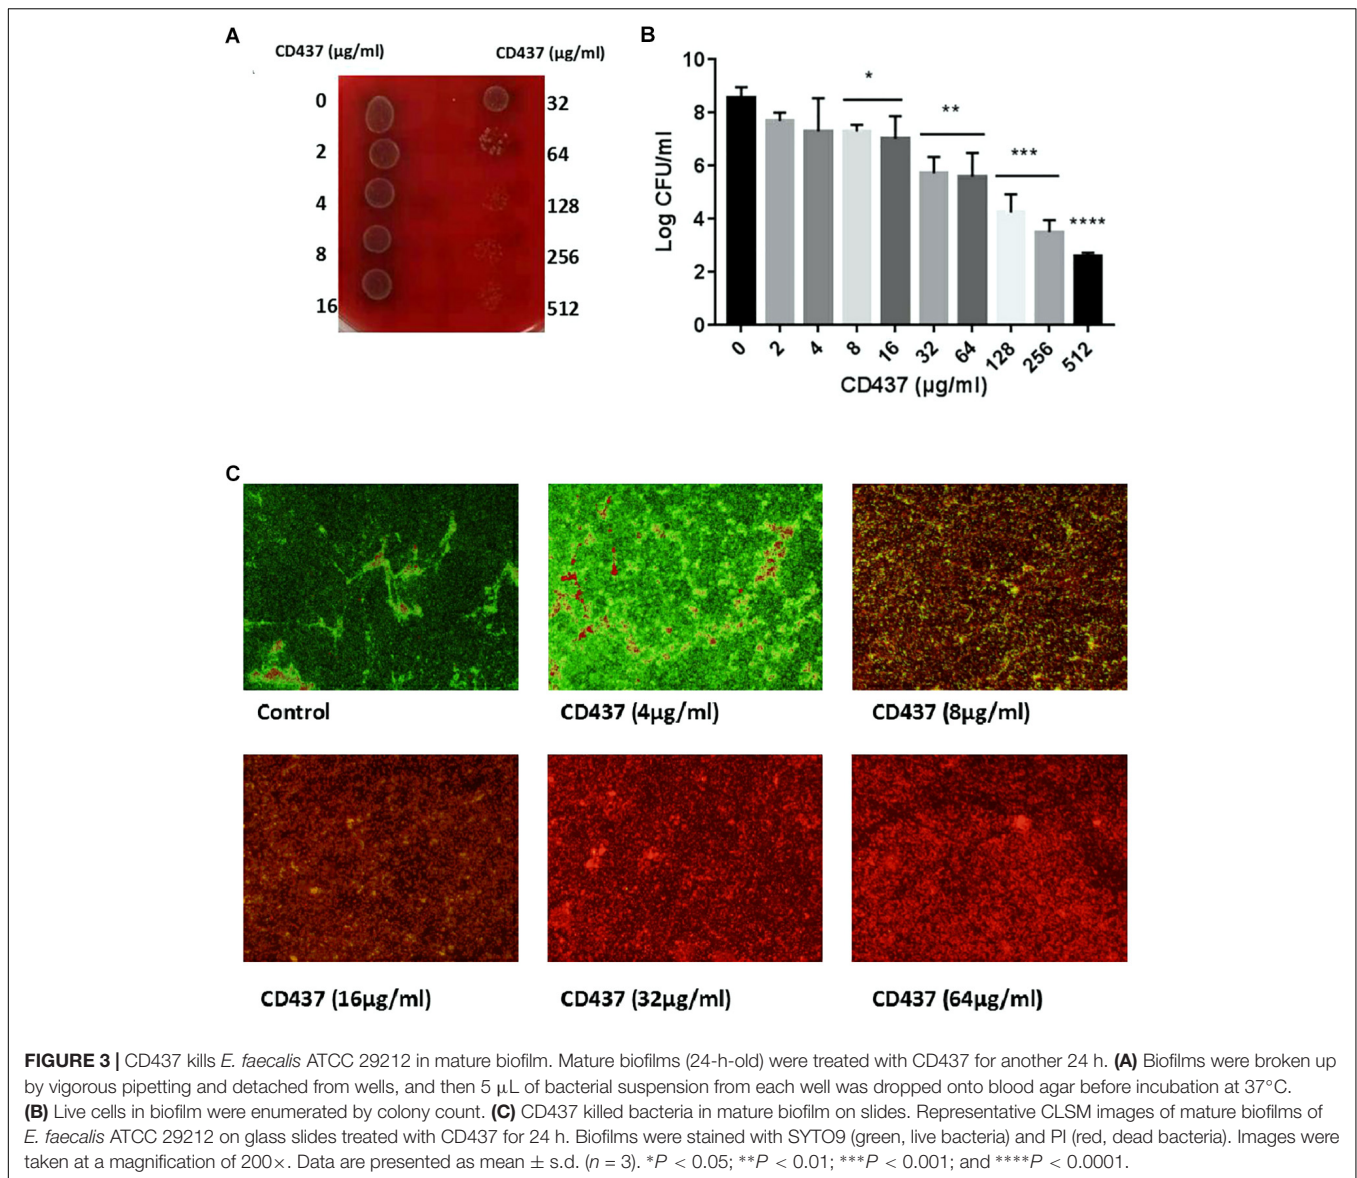 A
CD437 (µg/ml)
CD437 (µg/ml)
0
2
4
8
16
32
64
128
256
512
B
Log CFU/ml
10
8
6
4
2
0
*
**
***
****
0
2
4
8
16
32
64
128
256
512
CD437 (µg/ml)
C
Control
CD437 (4µg/ml)
CD437 (8µg/ml)
CD437 (16µg/ml)
CD437 (32µg/ml)
CD437 (64µg/ml)
FIGURE 3 | CD437 kills E. faecalis ATCC 29212 in mature biofilm. Mature biofilms (24-h-old) were treated with CD437 for another 24 h. (A) Biofilms were broken up
by vigorous pipetting and detached from wells, and then 5 µL of bacterial suspension from each well was dropped onto blood agar before incubation at 37°C.
(B) Live cells in biofilm were enumerated by colony count. (C) CD437 killed bacteria in mature biofilm on slides. Representative CLSM images of mature biofilms of
E. faecalis ATCC 29212 on glass slides treated with CD437 for 24 h. Biofilms were stained with SYTO9 (green, live bacteria) and PI (red, dead bacteria). Images were
taken at a magnification of 200×. Data are presented as mean ± s.d. (n = 3). *P < 0.05; **P < 0.01; ***P < 0.001; and ****P < 0.0001.